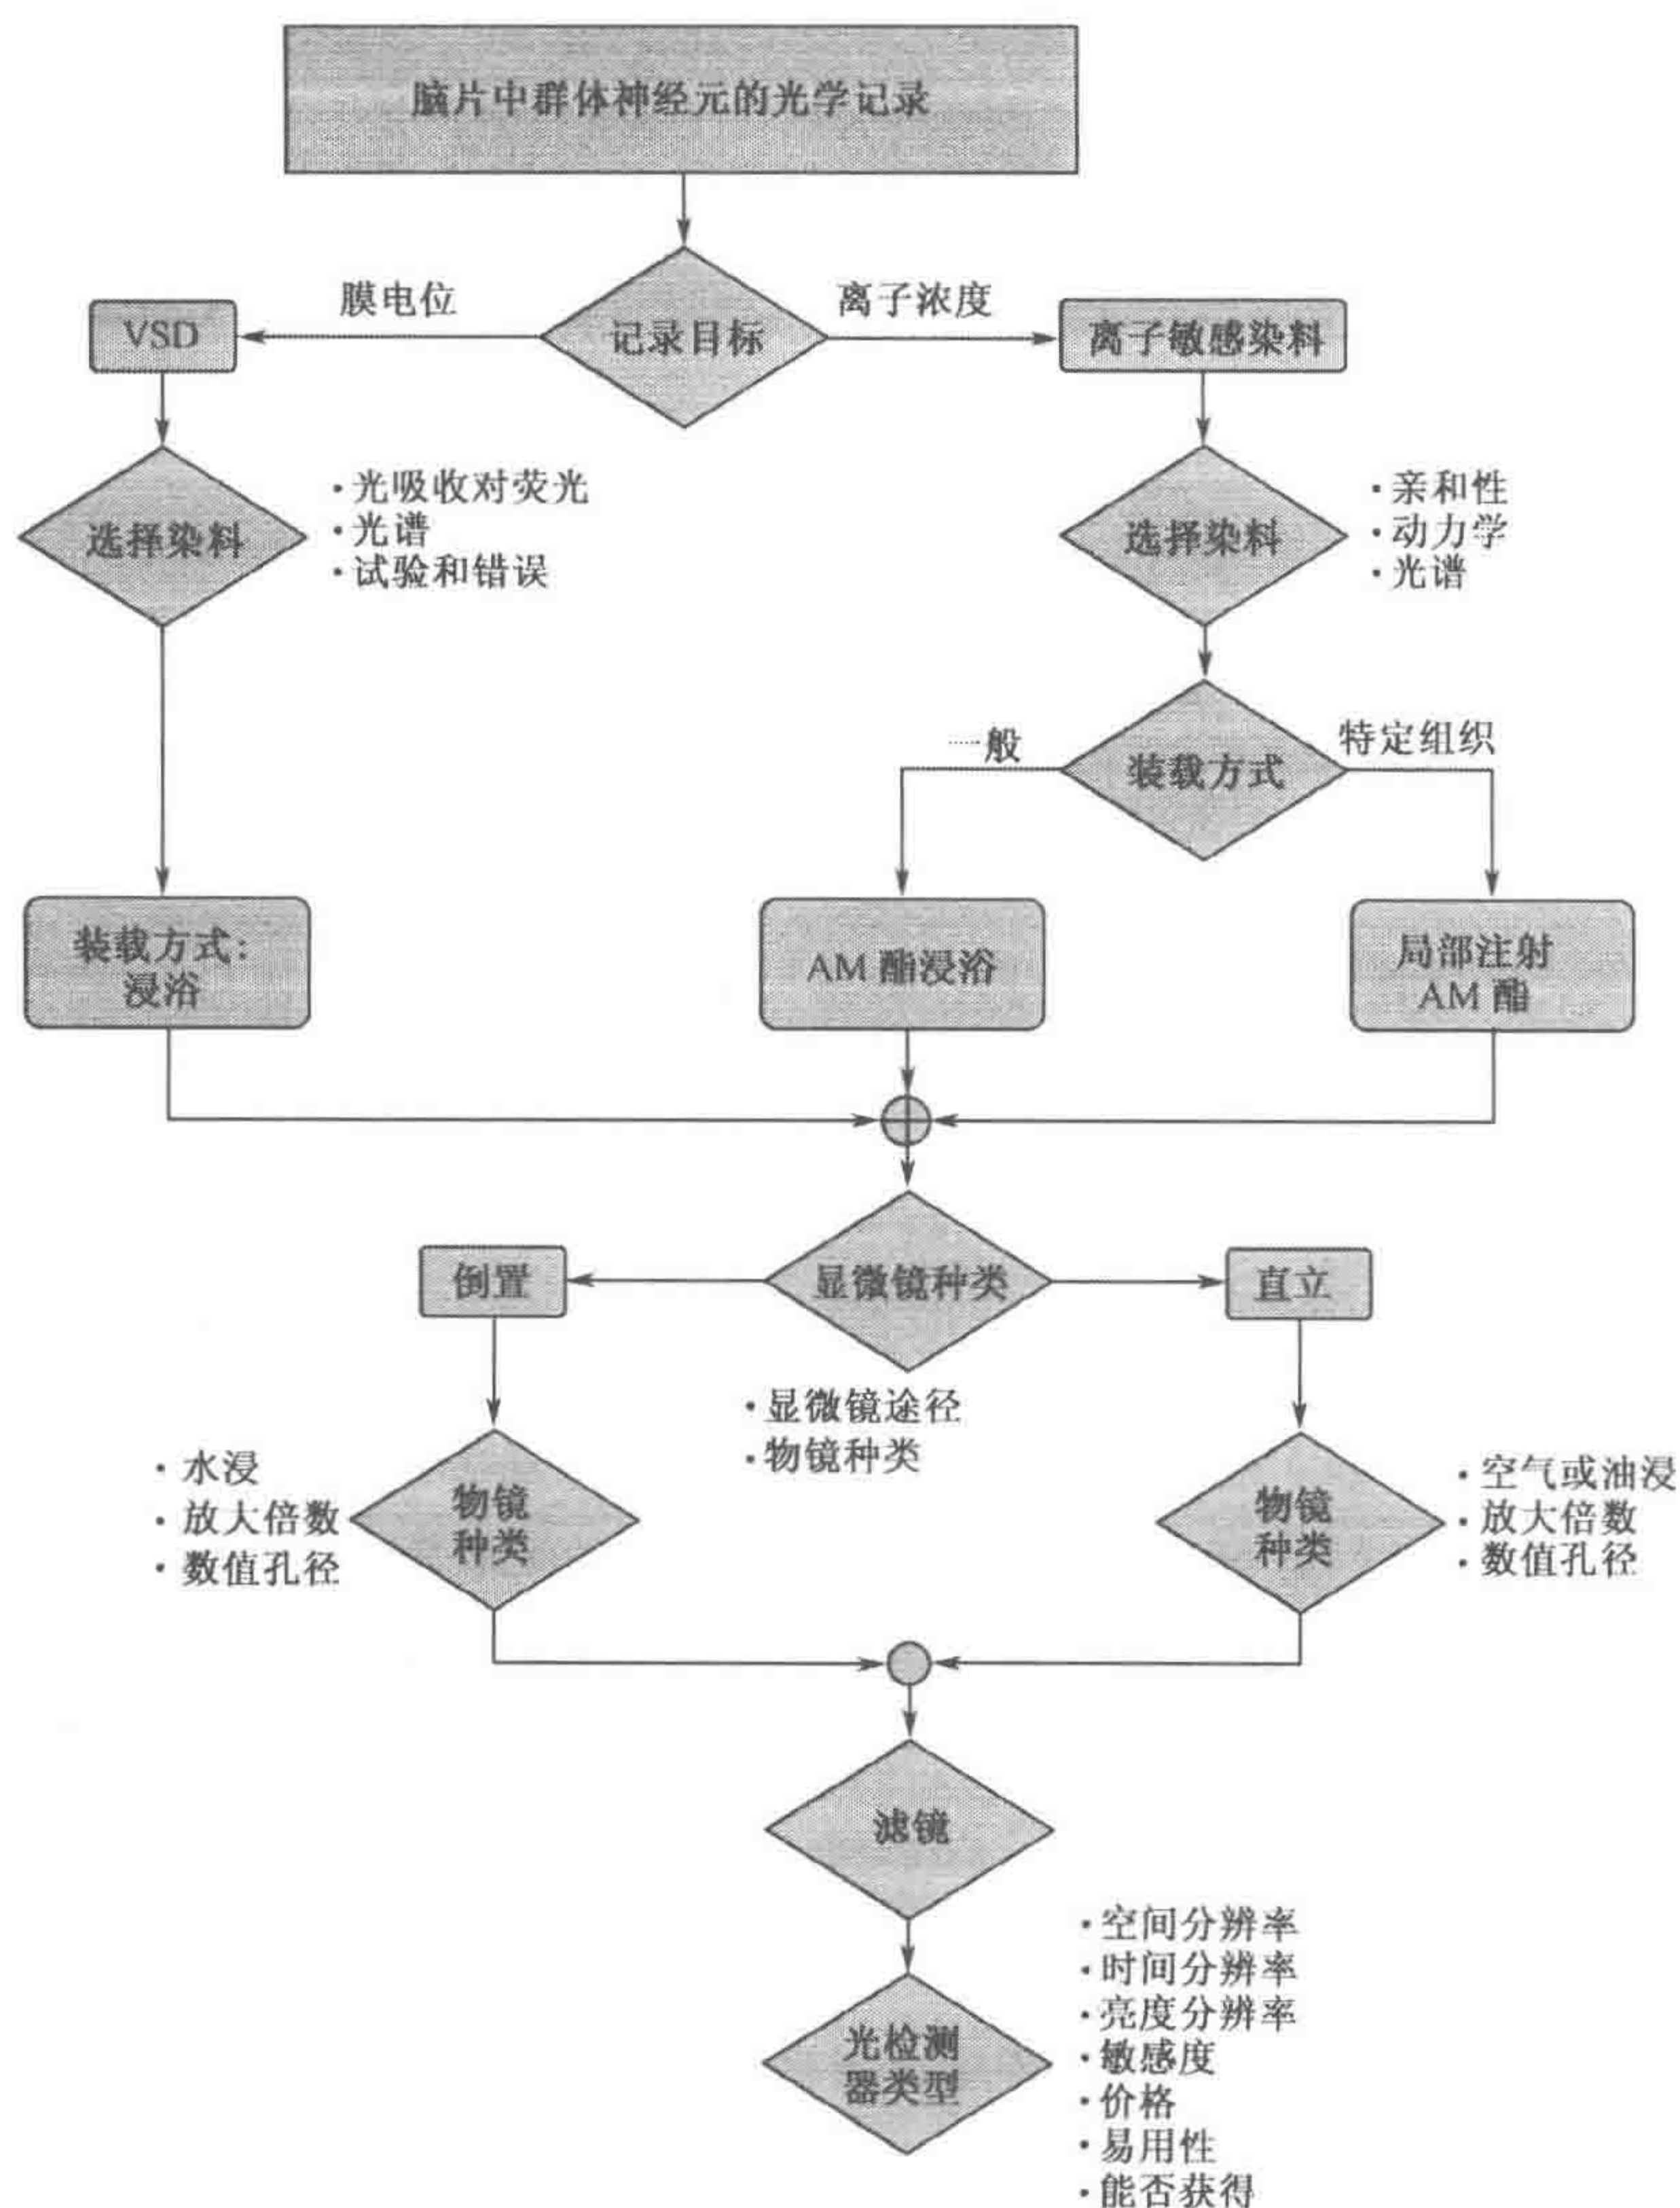 脑片中群体神经元的光学记录
膜电位
离子浓度
VSD
记录目标
离子敏感染料
选择染料
·光吸收对荧光
·光谱
·试验和错误
选择染料
·亲和性
·动力学
·光谱
一般
特定组织
装载方式
装载方式:
浸浴
AM 酯浸浴
局部注射
AM 酯
倒置
显微镜种类
直立
·显微镜途径
·物镜种类
·水浸
·放大倍数
·数值孔径
物镜
种类
物镜
种类
·空气或油浸
·放大倍数
·数值孔径
滤镜
光检测
器类型
·空间分辨率
·时间分辨率
·亮度分辨率
·敏感度
·价格
·易用性
·能否获得